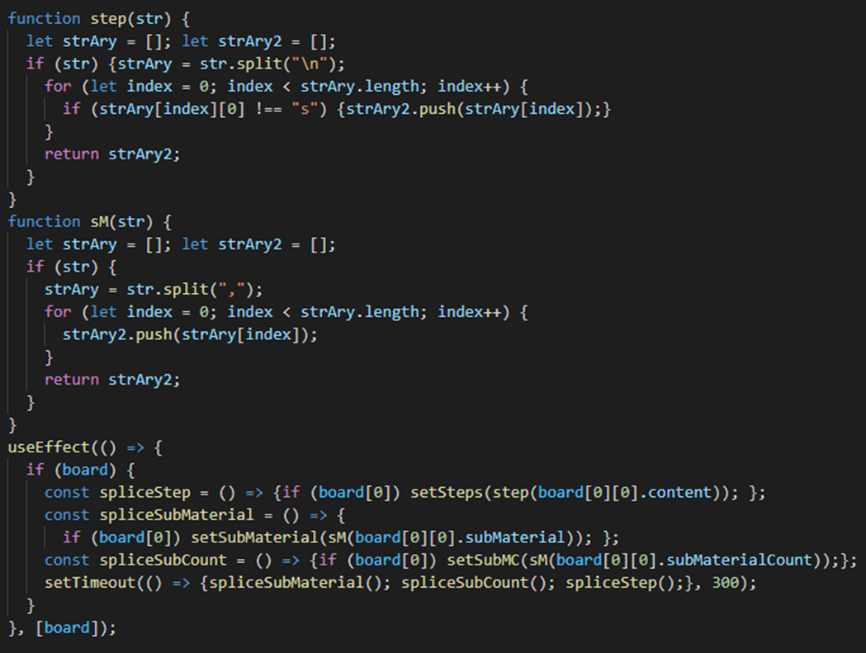 function step(str) {
  let strAry = []; let strAry2 = [];
  if (str) {strAry = str.split("\n");
    for (let index = 0; index < strAry.length; index++) {
      if (strAry[index][0] !== "s") {strAry2.push(strAry[index]);}
    }
    return strAry2;
  }
}
function sM(str) {
  let strAry = []; let strAry2 = [];
  if (str) {
    strAry = str.split(",");
    for (let index = 0; index < strAry.length; index++) {
      strAry2.push(strAry[index]);
    }
    return strAry2;
  }
}
useEffect(() => {
  if (board) {
    const spliceStep = () => {if (board[0]) setSteps(step(board[0][0].content)); };
    const spliceSubMaterial = () => {
      if (board[0]) setSubMaterial(sM(board[0][0].subMaterial)); };
    const spliceSubCount = () => {if (board[0]) setSubMC(sM(board[0][0].subMaterialCount));};
    setTimeout(() => {spliceSubMaterial(); spliceSubCount(); spliceStep();}, 300);
  }
}, [board]);